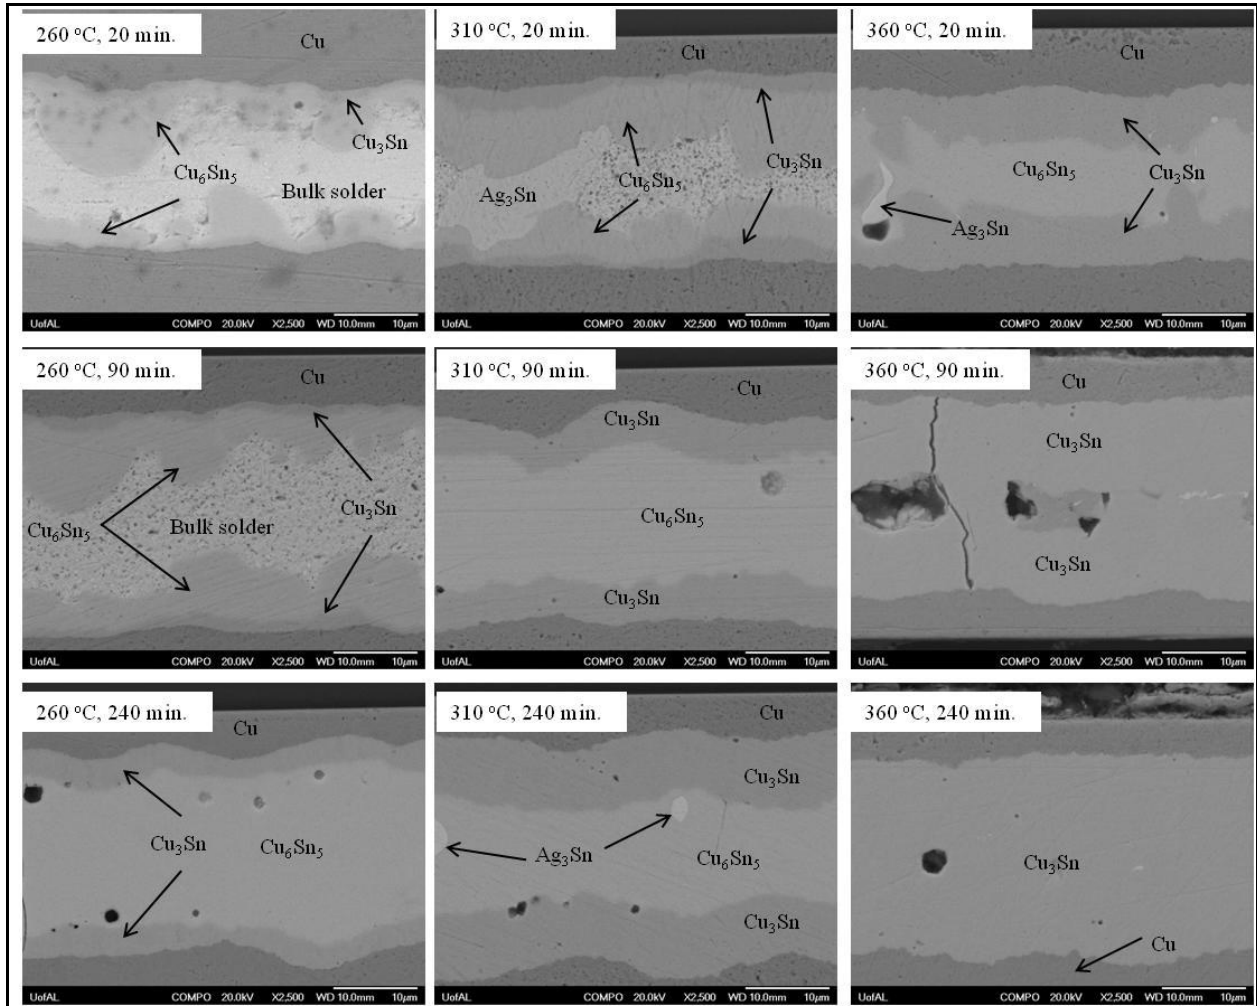 260 °C, 20 min.
Cu
Cu₃Sn
Cu₆Sn₅
Bulk solder
UofAL COMPO 20.0kV X2,500 WD 10.0mm 10µm
310 °C, 20 min.
Cu
Cu₃Sn
Cu₆Sn₅
Ag₃Sn
UofAL COMPO 20.0kV X2,500 WD 10.0mm 10µm
360 °C, 20 min.
Cu
Cu₆Sn₅
Cu₃Sn
Ag₃Sn
UofAL COMPO 20.0kV X2,500 WD 10.0mm 10µm
260 °C, 90 min.
Cu
Cu₃Sn
Cu₆Sn₅
Bulk solder
UofAL COMPO 20.0kV X2,500 WD 10.0mm 10µm
310 °C, 90 min.
Cu
Cu₃Sn
Cu₆Sn₅
Cu₃Sn
UofAL COMPO 20.0kV X2,500 WD 10.0mm 10µm
360 °C, 90 min.
Cu
Cu₃Sn
Cu₃Sn
UofAL COMPO 20.0kV X2,500 WD 10.0mm 10µm
260 °C, 240 min.
Cu
Cu₃Sn
Cu₆Sn₅
UofAL COMPO 20.0kV X2,500 WD 10.0mm 10µm
310 °C, 240 min.
Cu
Cu₃Sn
Ag₃Sn
Cu₆Sn₅
Cu₃Sn
UofAL COMPO 20.0kV X2,500 WD 10.0mm 10µm
360 °C, 240 min.
Cu₃Sn
Cu
UofAL COMPO 20.0kV X2,500 WD 10.0mm 10µm